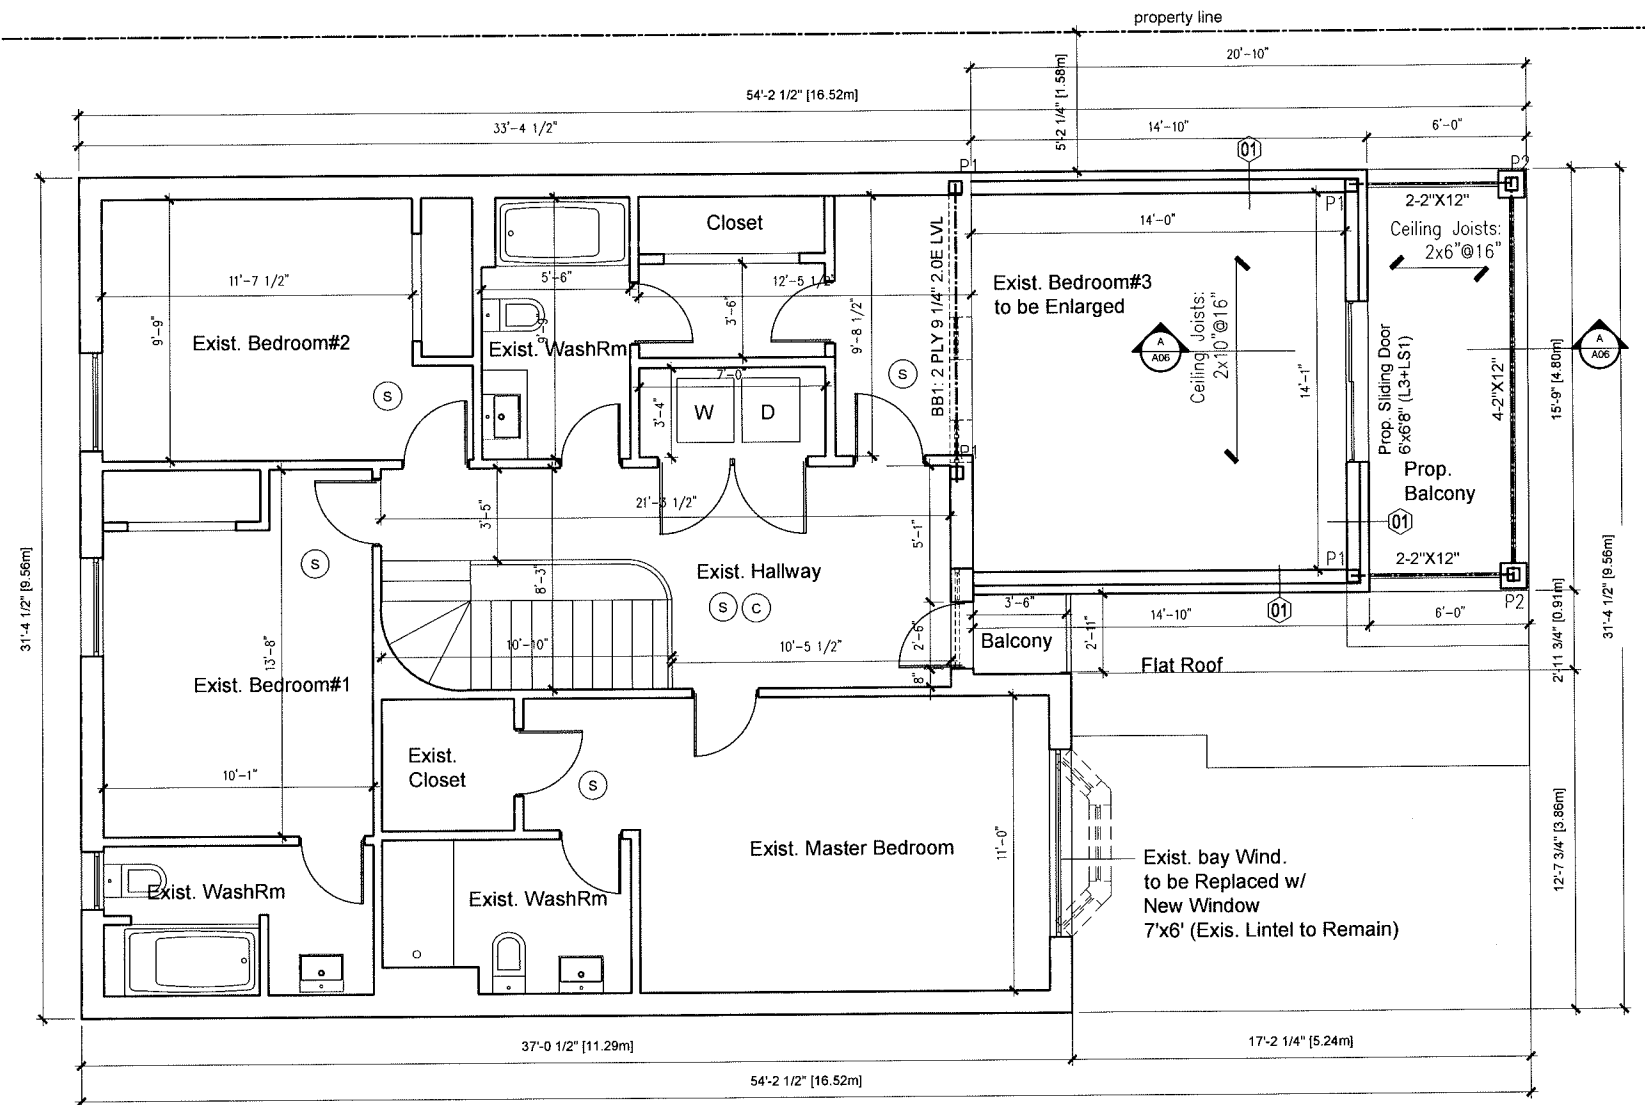 property line
20'-10"
5'-2 1/4" [1.58m]
54'-2 1/2" [16.52m]
33'-4 1/2"
14'-10"
6'-0"
01
P1
P2
2-2"X12"
P1
Closet
14'-0"
Ceiling Joists:
2x6"@16"
BB1: 2 PLY 9 1/4" 2.0E LVL
11'-7 1/2"
5'-6"
12'-5 1/2"
Exist. Bedroom#3
to be Enlarged
9'-9"
9'-9"
3'-6"
9'-8 1/2"
Ceiling Joists:
2x10"@16"
Exist. Bedroom#2
Exist. WashRm
A
A06
A
A06
Prop. Sliding Door
6'x6'8" (L3+LS1)
4-2"X12"
15'-9" [4.80m]
14'-1"
7'-0"
S
S
3'-4"
W
D
P1
Prop.
Balcony
21'-3 1/2"
3'-5"
5'-1"
01
S
P1
2-2"X12"
Exist. Hallway
8'-3"
S
C
3'-6"
01
14'-10"
6'-0"
P2
31'-4 1/2" [9.56m]
31'-4 1/2" [9.56m]
2'-11 3/4" [0.91m]
2'-6"
2'-11"
Balcony
10'-10"
10'-5 1/2"
13'-8"
Flat Roof
8"
Exist. Bedroom#1
Exist.
Closet
10'-1"
S
Exist. Master Bedroom
11'-0"
Exist. bay Wind.
to be Replaced w/
New Window
7'x6' (Exis. Lintel to Remain)
12'-7 3/4" [3.86m]
Exist. WashRm
Exist. WashRm
37'-0 1/2" [11.29m]
17'-2 1/4" [5.24m]
54'-2 1/2" [16.52m]